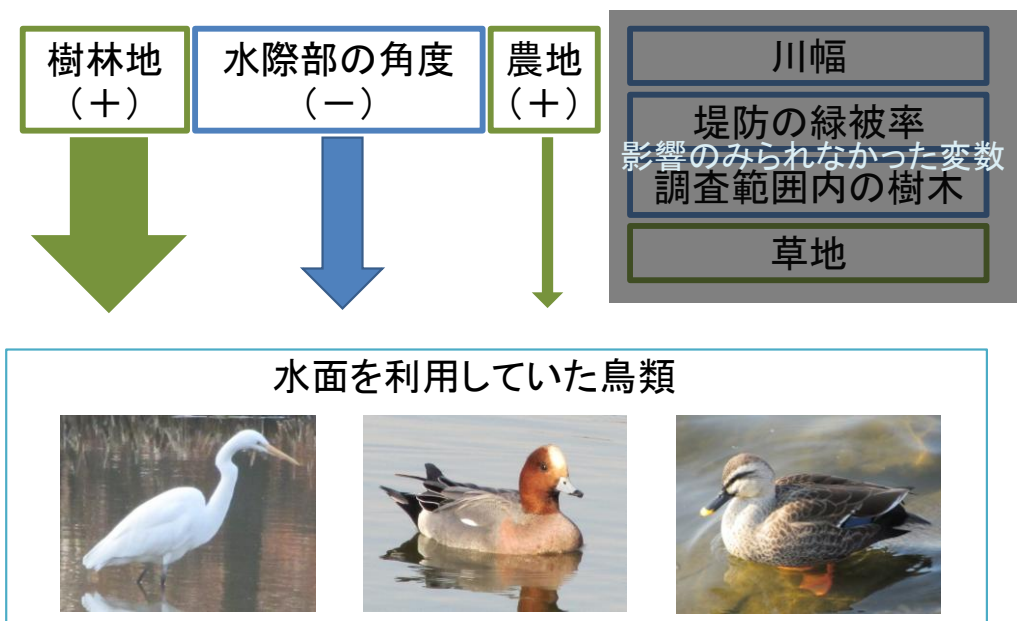 樹林地
（＋）
水際部の角度
（－）
農地
（＋）
川幅
堤防の緑被率
影響のみられなかった変数
調査範囲内の樹木
草地
水面を利用していた鳥類